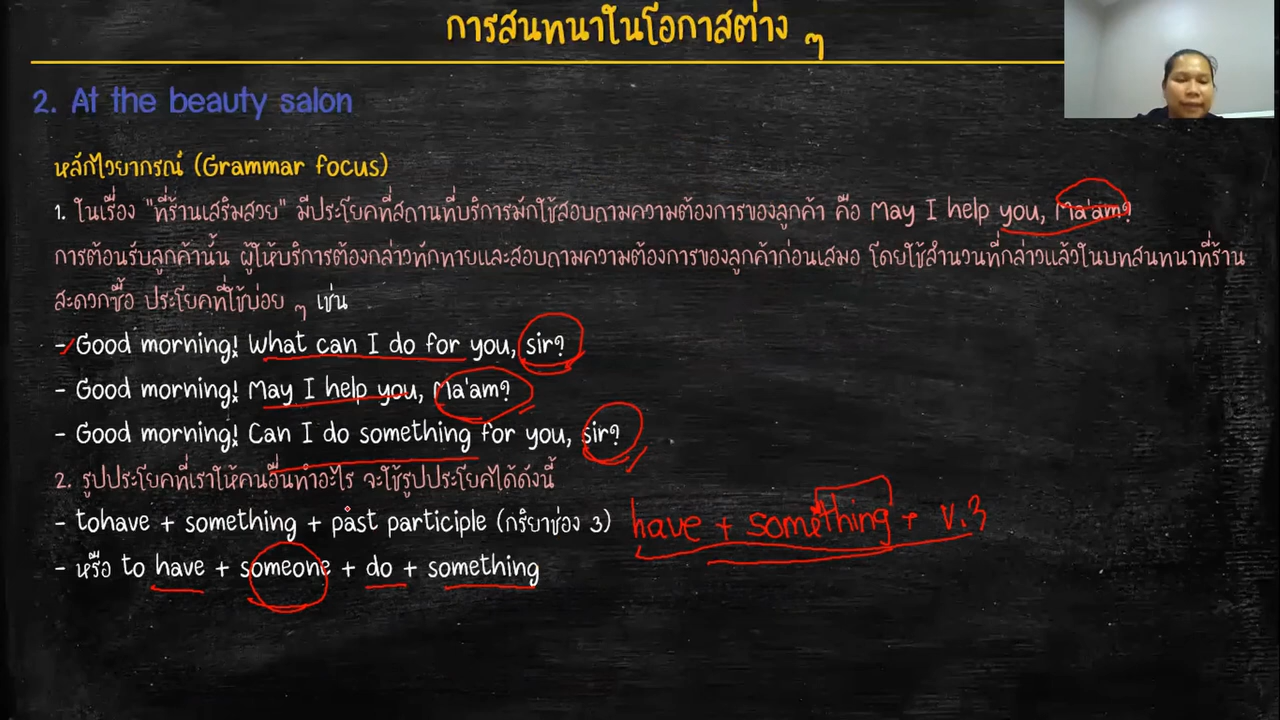 การสนทนาในโอกาสต่าง ๆ
2. At the beauty salon
หลักไวยากรณ์ (Grammar focus)
1. ในเรื่อง "ที่ร้านเสริมสวย" มีประโยคที่สถานที่บริการมักใช้สอบถามความต้องการของลูกค้า คือ May I help you, Ma'am?
การต้อนรับลูกค้านั้น ผู้ให้บริการต้องกล่าวทักทายและสอบถามความต้องการของลูกค้าก่อนเสมอ โดยใช้สำนวนที่กล่าวแล้วในบทสนทนาที่ร้าน
สะดวกซื้อ ประโยคที่ใช้บ่อย ๆ เช่น
- Good morning! What can I do for you, sir?
- Good morning! May I help you, Ma'am?
- Good morning! Can I do something for you, sir?
2. รูปประโยคที่เราให้คนอื่นทำอะไร จะใช้รูปประโยคได้ดังนี้
- tohave + something + past participle (กริยาช่อง 3) have + something + V.3
- หรือ to have + someone + do + something